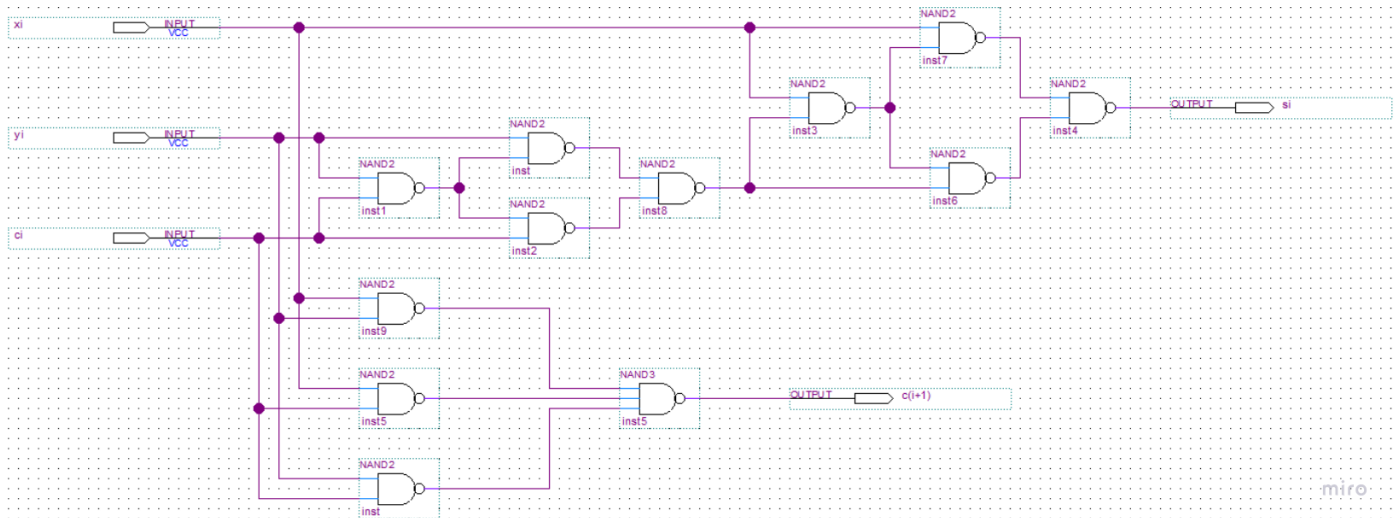 NAND2
xi INPUT
VCC
inst7
NAND2 NAND2
OUTPUT si
inst3 inst4
NAND2
yi INPUT
VCC
NAND2
NAND2 inst NAND2
inst1 inst8 inst6
NAND2
ci INPUT
VCC
inst2
NAND2
inst9
NAND2 NAND3
OUTPUT c(i+1)
inst5 inst5
NAND2
inst
miro